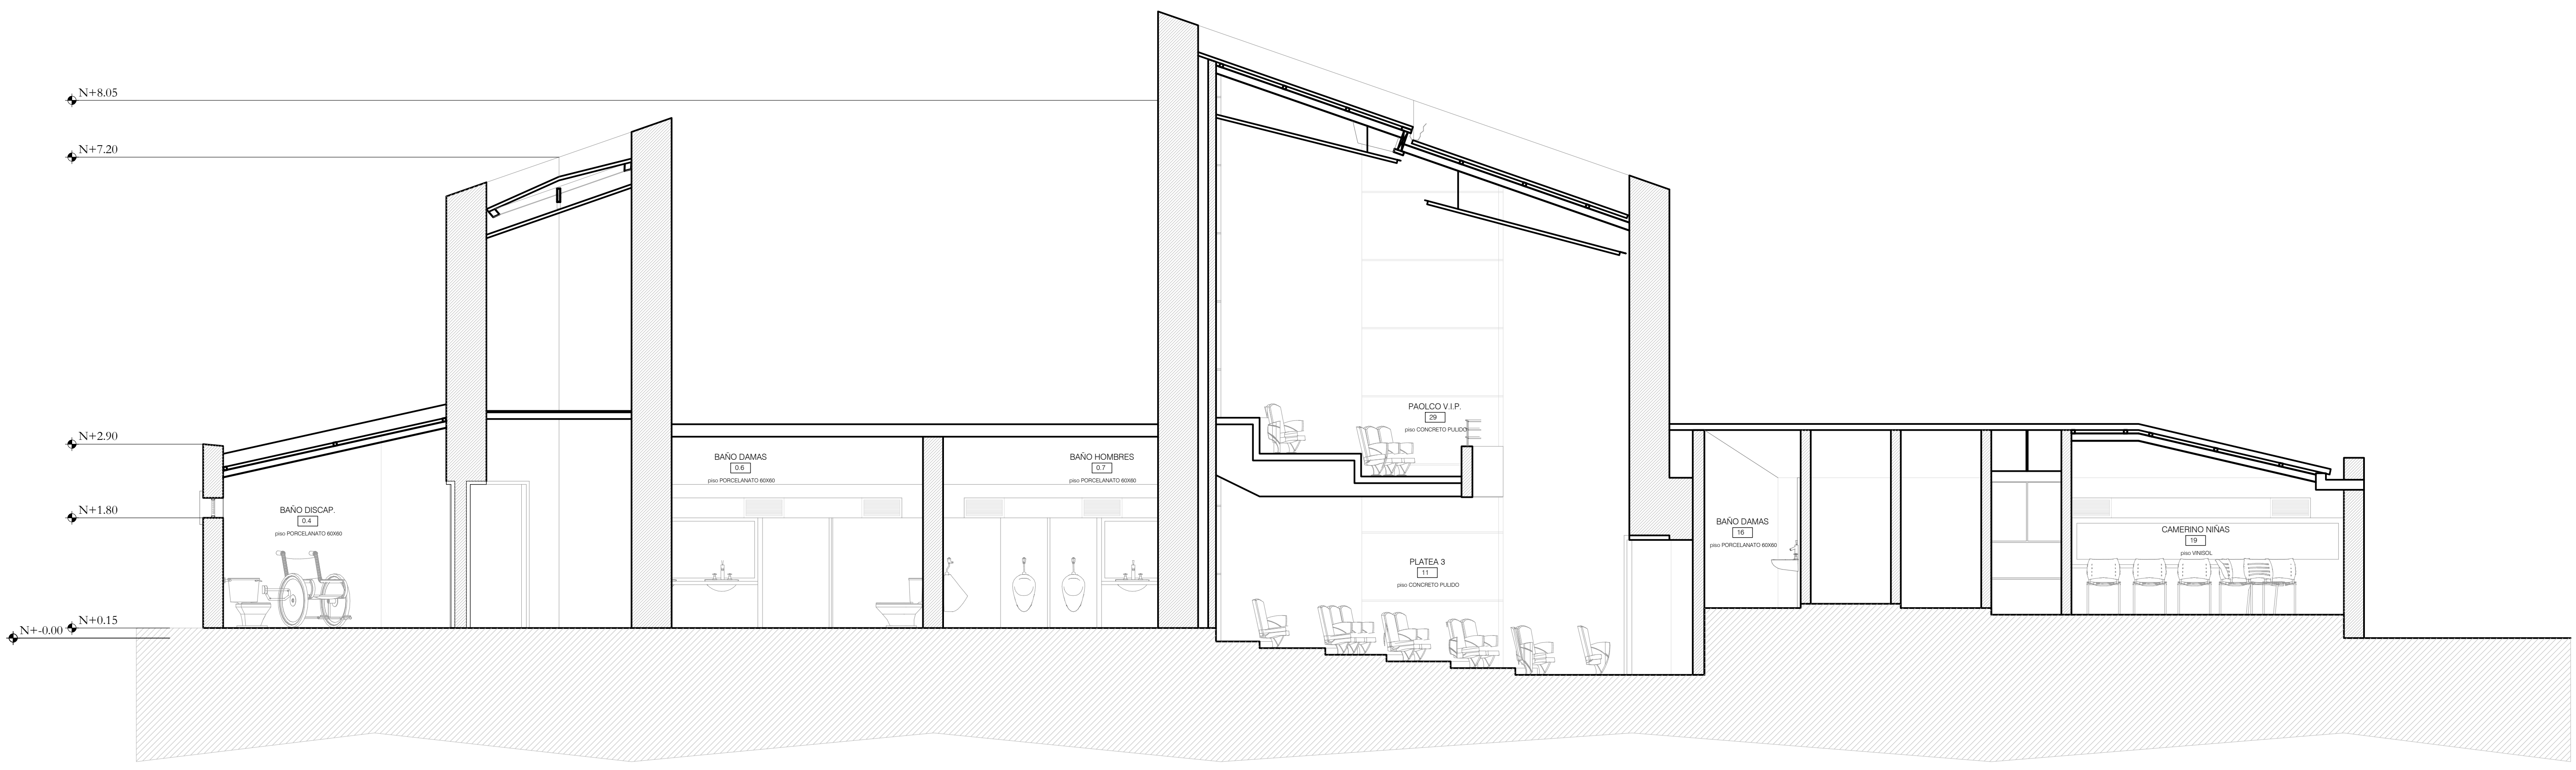 N+8.05
N+7.20
N+2.90
N+1.80
N+0.15
N+-0.00
BAÑO DISCAP.
0.4
piso PORCELANATO 60X60
BAÑO DAMAS
0.6
piso PORCELANATO 60X60
BAÑO HOMBRES
0.7
piso PORCELANATO 60X60
PAOLCO V.I.P.
29
piso CONCRETO PULIDO
PLATEA 3
11
piso CONCRETO PULIDO
BAÑO DAMAS
16
piso PORCELANATO 60X60
CAMERINO NIÑAS
19
piso VINISOL